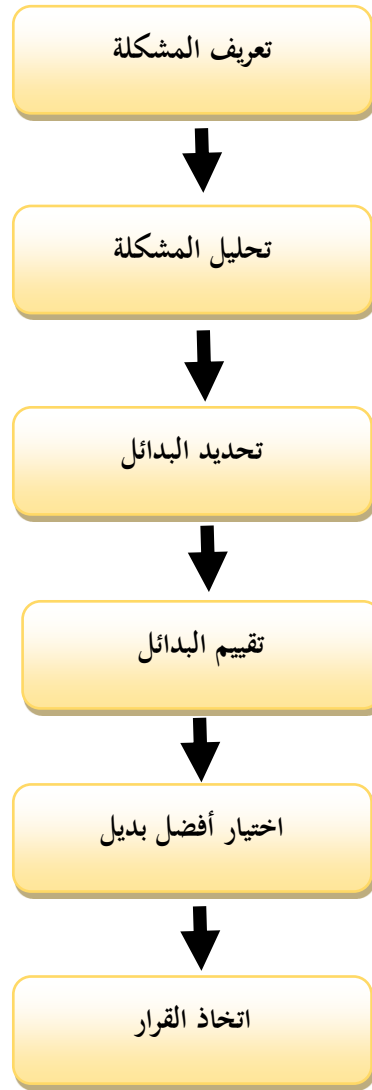 تعريف المشكلة
تحليل المشكلة
تحديد البدائل
تقييم البدائل
اختيار أفضل بديل
اتخاذ القرار